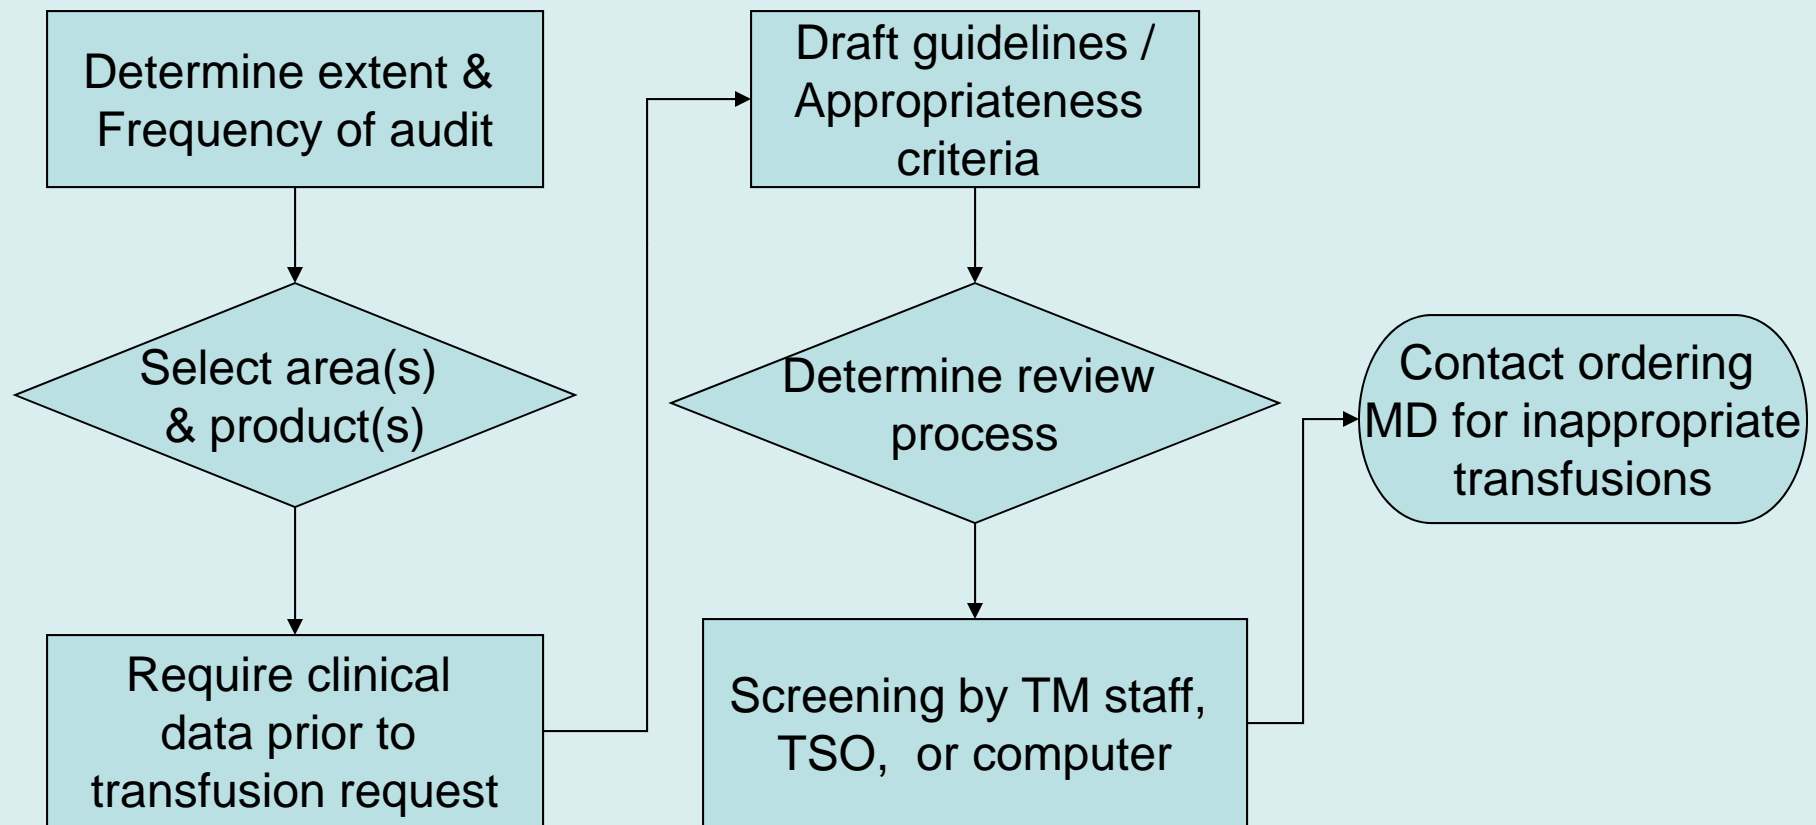 Determine extent &
Frequency of audit
Select area(s)
& product(s)
Require clinical
data prior to
transfusion request
Draft guidelines /
Appropriateness
criteria
Determine review
process
Screening by TM staff,
TSO,  or computer
Contact ordering
MD for inappropriate
transfusions